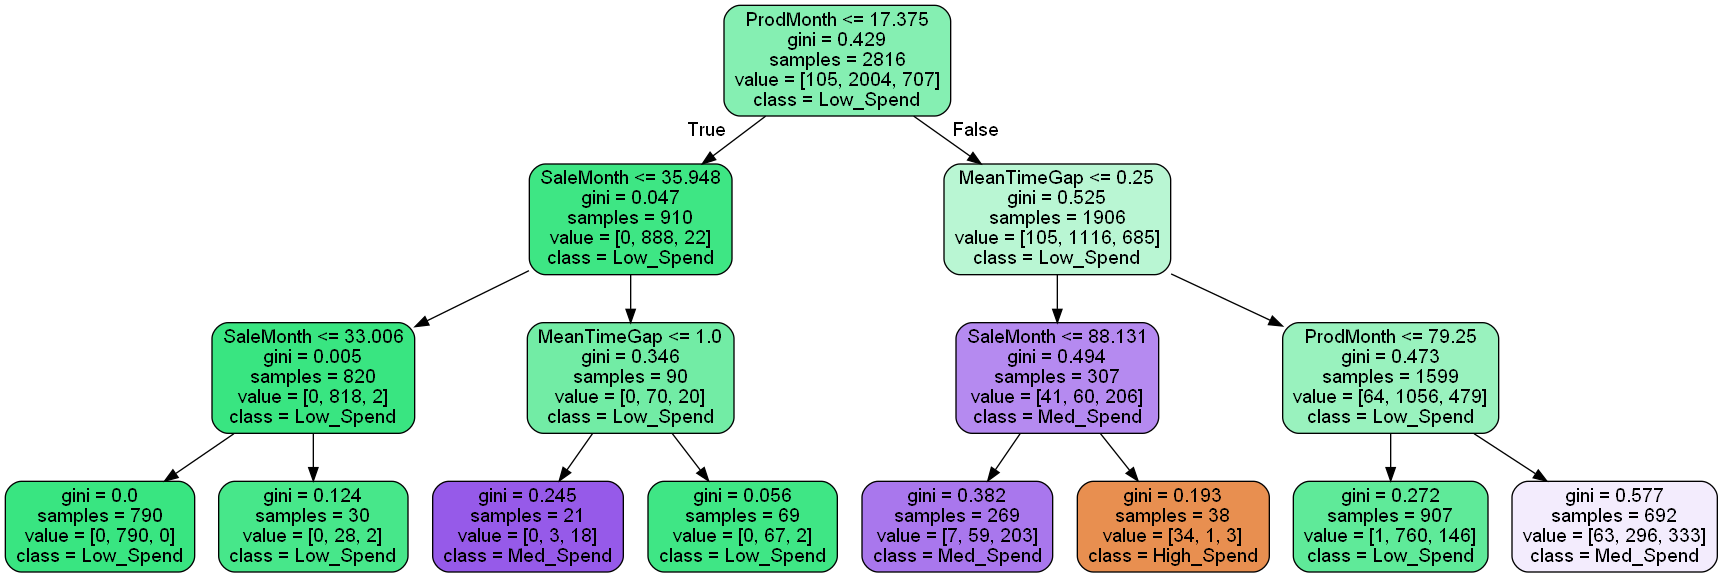 ProdMonth <= 17.375
gini = 0.429
samples = 2816
value = [105, 2004, 707]
class = Low_Spend
True
False
SaleMonth <= 35.948
gini = 0.047
samples = 910
value = [0, 888, 22]
class = Low_Spend
MeanTimeGap <= 0.25
gini = 0.525
samples = 1906
value = [105, 1116, 685]
class = Low_Spend
SaleMonth <= 33.006
gini = 0.005
samples = 820
value = [0, 818, 2]
class = Low_Spend
MeanTimeGap <= 1.0
gini = 0.346
samples = 90
value = [0, 70, 20]
class = Low_Spend
SaleMonth <= 88.131
gini = 0.494
samples = 307
value = [41, 60, 206]
class = Med_Spend
ProdMonth <= 79.25
gini = 0.473
samples = 1599
value = [64, 1056, 479]
class = Low_Spend
gini = 0.0
samples = 790
value = [0, 790, 0]
class = Low_Spend
gini = 0.124
samples = 30
value = [0, 28, 2]
class = Low_Spend
gini = 0.245
samples = 21
value = [0, 3, 18]
class = Med_Spend
gini = 0.056
samples = 69
value = [0, 67, 2]
class = Low_Spend
gini = 0.382
samples = 269
value = [7, 59, 203]
class = Med_Spend
gini = 0.193
samples = 38
value = [34, 1, 3]
class = High_Spend
gini = 0.272
samples = 907
value = [1, 760, 146]
class = Low_Spend
gini = 0.577
samples = 692
value = [63, 296, 333]
class = Med_Spend